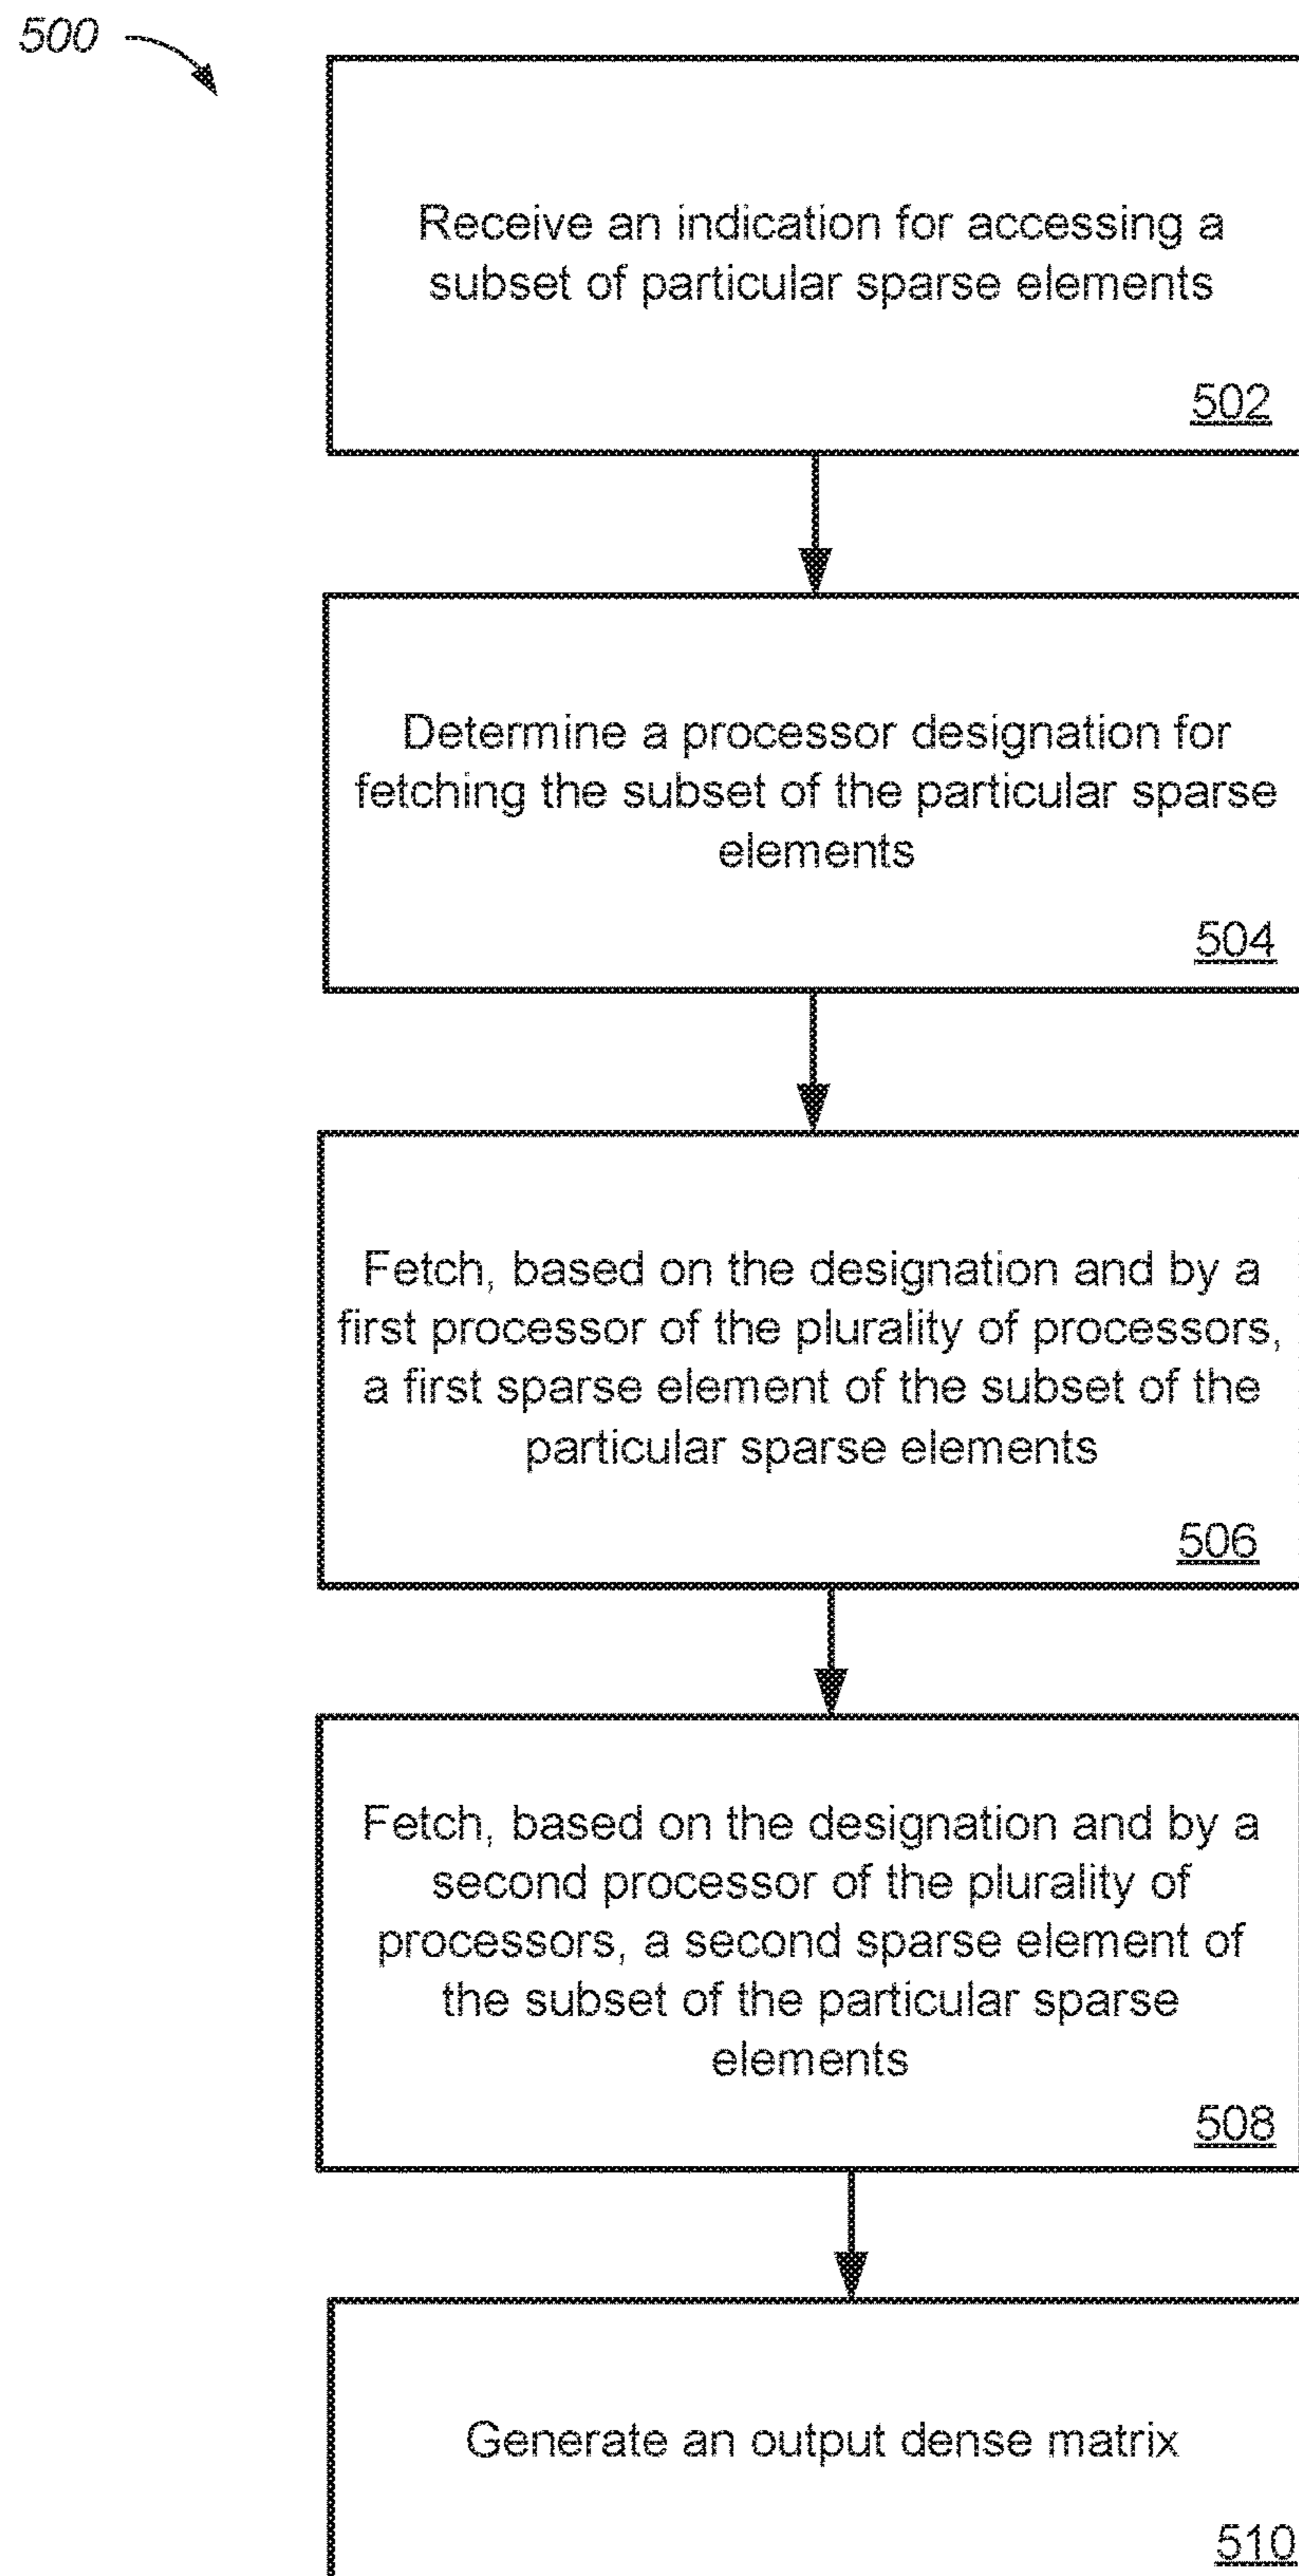 500
Receive an indication for accessing a
subset of particular sparse elements
502
Determine a processor designation for
fetching the subset of the particular sparse
elements
504
Fetch, based on the designation and by a
first processor of the plurality of processors,
a first sparse element of the subset of the
particular sparse elements
506
Fetch, based on the designation and by a
second processor of the plurality of
processors, a second sparse element of
the subset of the particular sparse
elements
508
Generate an output dense matrix
510